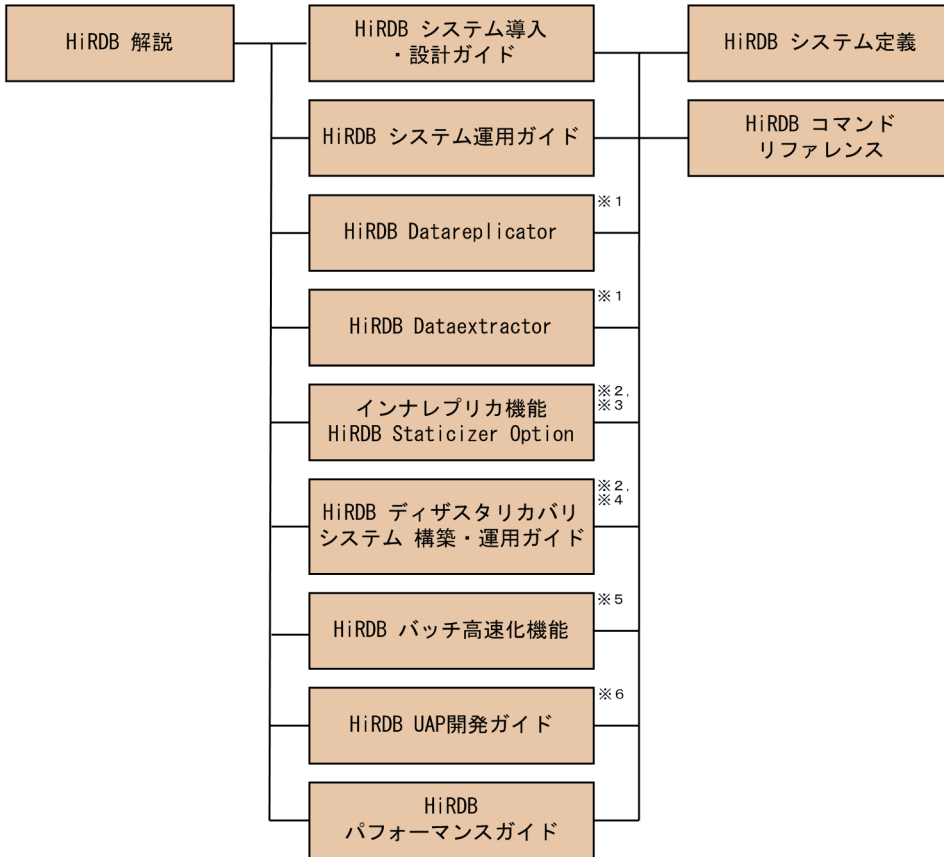 HiRDB 解説
HiRDB システム導入
・設計ガイド
HiRDB システム定義
HiRDB システム運用ガイド
HiRDB コマンド
リファレンス
HiRDB Datareplicator
※1
HiRDB Dataextractor
※1
インナレプリカ機能
HiRDB Staticizer Option
※2,
※3
HiRDB ディザスタリカバリ
システム 構築・運用ガイド
※2,
※4
HiRDB バッチ高速化機能
※5
HiRDB UAP開発ガイド
※6
HiRDB
パフォーマンスガイド